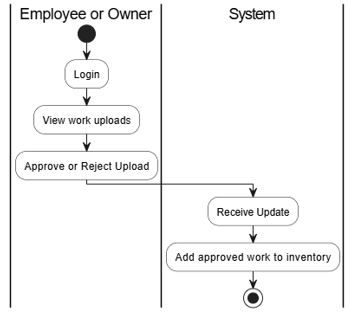 Employee or Owner
System
Login
View work uploads
Approve or Reject Upload
Receive Update
Add approved work to inventory